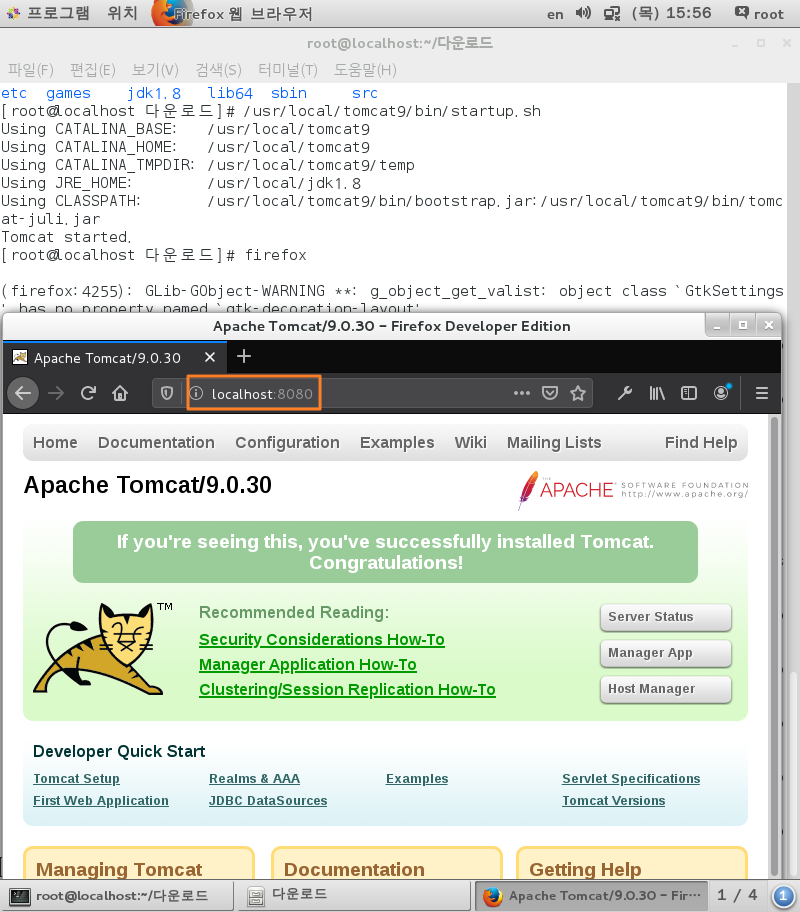 프로그램 위치 Firefox 웹 브라우저 en (목) 15:56 root
root@localhost:~/다운로드
파일(F) 편집(E) 보기(V) 검색(S) 터미널(T) 도움말(H)
etc games jdk1.8 lib64 sbin src
[root@localhost 다운로드]# /usr/local/tomcat9/bin/startup.sh
Using CATALINA_BASE: /usr/local/tomcat9
Using CATALINA_HOME: /usr/local/tomcat9
Using CATALINA_TMPDIR: /usr/local/tomcat9/temp
Using JRE_HOME: /usr/local/jdk1.8
Using CLASSPATH: /usr/local/tomcat9/bin/bootstrap.jar:/usr/local/tomcat9/bin/tomc
at-juli.jar
Tomcat started.
[root@localhost 다운로드]# firefox
(firefox:4255): GLib-GObject-WARNING **: g_object_get_valist: object class `GtkSettings
' has no property named `gtk-decoration-layout'
Apache Tomcat/9.0.30 - Firefox Developer Edition
Apache Tomcat/9.0.30
localhost:8080
Home Documentation Configuration Examples Wiki Mailing Lists Find Help
Apache Tomcat/9.0.30
THE APACHE SOFTWARE FOUNDATION
http://www.apache.org/
If you're seeing this, you've successfully installed Tomcat.
Congratulations!
TM
Recommended Reading:
Security Considerations How-To
Manager Application How-To
Clustering/Session Replication How-To
Server Status
Manager App
Host Manager
Developer Quick Start
Tomcat Setup Realms & AAA Examples Servlet Specifications
First Web Application JDBC DataSources Tomcat Versions
Managing Tomcat Documentation Getting Help
root@localhost:~/다운로드 다운로드 Apache Tomcat/9.0.30 - Fir… 1 / 4 1